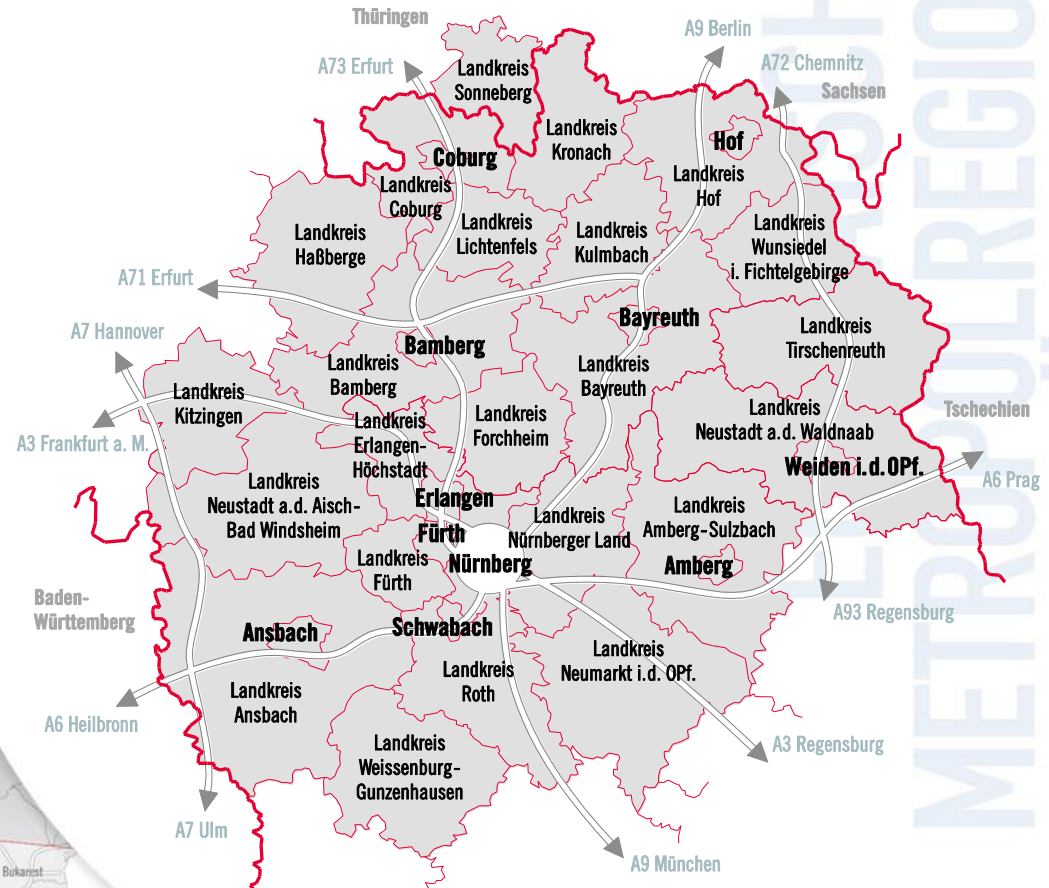 Thüringen
A9 Berlin
A73 Erfurt
A72 Chemnitz
Sachsen
Landkreis
Sonneberg
Landkreis
Kronach
Hof
Coburg
Landkreis
Hof
Landkreis
Coburg
Landkreis
Lichtenfels
Landkreis
Kulmbach
Landkreis
Wunsiedel
i. Fichtelgebirge
Landkreis
Haßberge
A71 Erfurt
Bayreuth
A7 Hannover
Landkreis
Tirschenreuth
Bamberg
Landkreis
Bamberg
Landkreis
Bayreuth
Landkreis
Kitzingen
Landkreis
Neustadt a.d. Waldnaab
Tschechien
Landkreis
Forchheim
Landkreis
Erlangen-
Höchstadt
A3 Frankfurt a. M.
Weiden i.d. OPf.
A6 Prag
Landkreis
Neustadt a.d. Aisch-
Bad Windsheim
Erlangen
Landkreis
Nürnberger Land
Landkreis
Amberg-Sulzbach
Fürth
Landkreis
Fürth
Nürnberg
Amberg
Baden-
Württemberg
A93 Regensburg
Ansbach
Schwabach
Landkreis
Neumarkt i.d. OPf.
Landkreis
Roth
Landkreis
Ansbach
A6 Heilbronn
A3 Regensburg
Landkreis
Weissenburg-
Gunzenhausen
A7 Ulm
A9 München
Bukarest
METROPOLREGIO